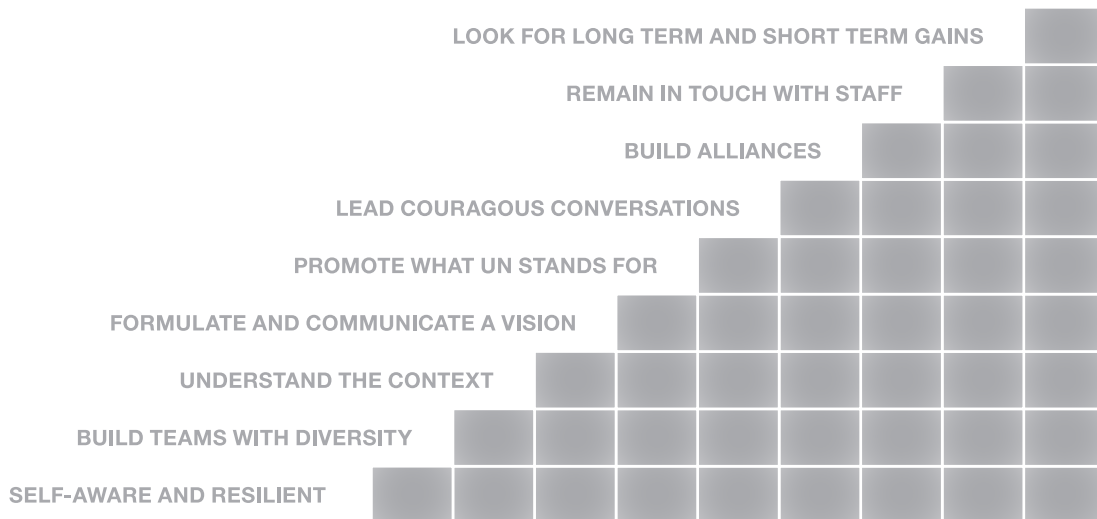 LOOK FOR LONG TERM AND SHORT TERM GAINS
REMAIN IN TOUCH WITH STAFF
BUILD ALLIANCES
LEAD COURAGOUS CONVERSATIONS
PROMOTE WHAT UN STANDS FOR
FORMULATE AND COMMUNICATE A VISION
UNDERSTAND THE CONTEXT
BUILD TEAMS WITH DIVERSITY
SELF-AWARE AND RESILIENT